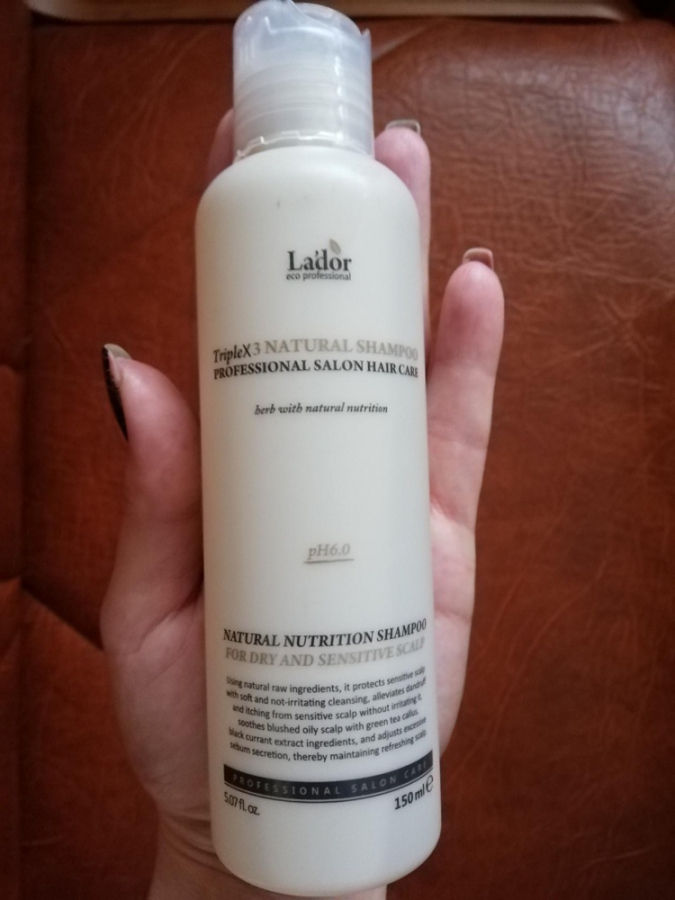 La'dor
eco professional
TripleX3 NATURAL SHAMPOO
PROFESSIONAL SALON HAIR CARE
herb with natural nutrition
pH6.0
NATURAL NUTRITION SHAMPOO
FOR DRY AND SENSITIVE SCALP
Using natural raw ingredients, it protects sensitive scalp
with soft and not-irritating cleansing, alleviates dandruff
and itching from sensitive scalp without irritating it,
soothes blushed oily scalp with green tea callus,
black currant extract ingredients, and adjusts excessive
sebum secretion, thereby maintaining refreshing scalp.
PROFESSIONAL SALON CARE
5.07 fl. oz. 150 ml ℮